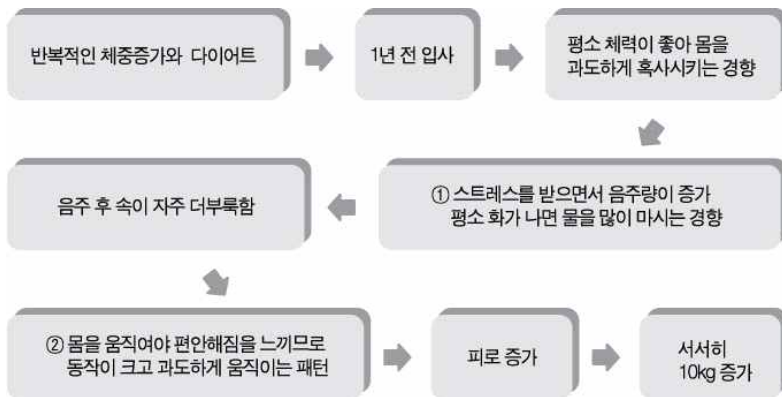 반복적인 체중증가와 다이어트
1년 전 입사
평소 체력이 좋아 몸을
과도하게 혹사시키는 경향
① 스트레스를 받으면서 음주량이 증가
평소 화가 나면 물을 많이 마시는 경향
음주 후 속이 자주 더부룩함
② 몸을 움직여야 편안해짐을 느끼므로
동작이 크고 과도하게 움직이는 패턴
피로 증가
서서히
10kg 증가